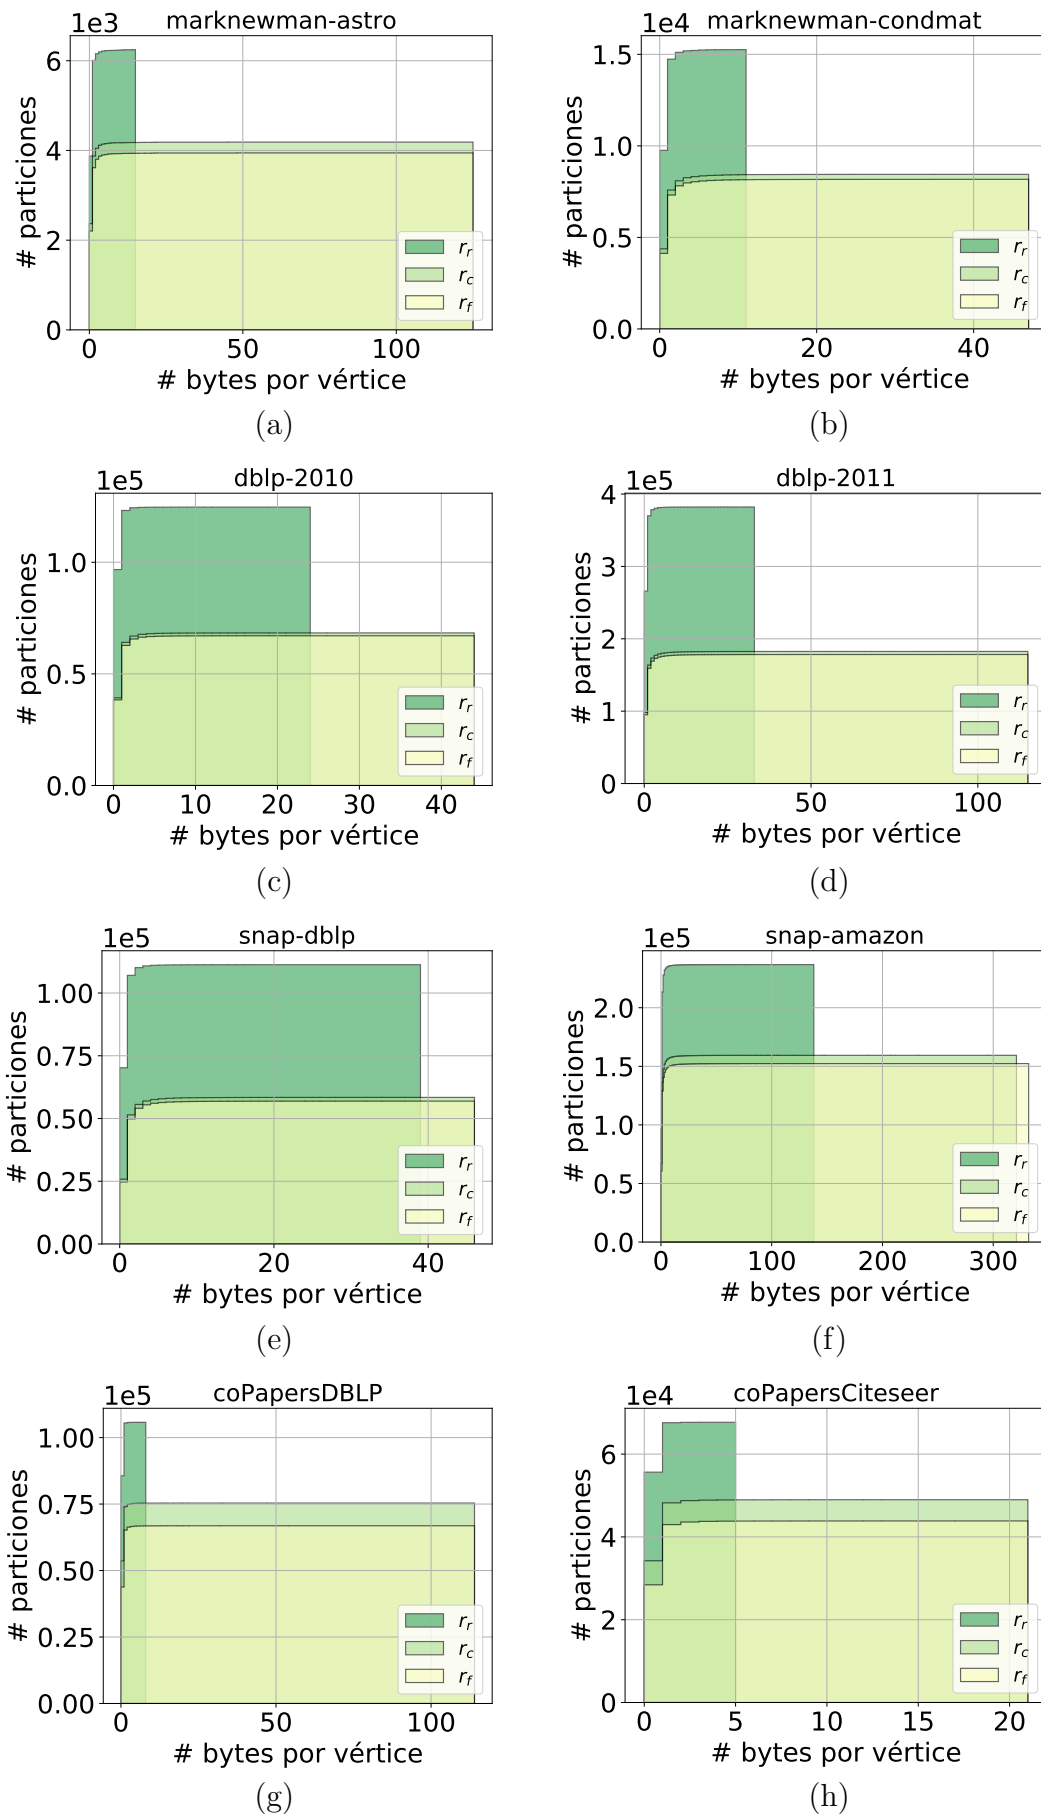 marknewman-astro
1e3
# particiones
6
4
2
0
0 50 100
# bytes por vértice
r_r
r_c
r_f
(a)
marknewman-condmat
1e4
# particiones
1.5
1.0
0.5
0.0
0 20 40
# bytes por vértice
r_r
r_c
r_f
(b)
dblp-2010
1e5
# particiones
1.0
0.5
0.0
0 10 20 30 40
# bytes por vértice
r_r
r_c
r_f
(c)
dblp-2011
1e5
# particiones
4
3
2
1
0
0 50 100
# bytes por vértice
r_r
r_c
r_f
(d)
snap-dblp
1e5
# particiones
1.00
0.75
0.50
0.25
0.00
0 20 40
# bytes por vértice
r_r
r_c
r_f
(e)
snap-amazon
1e5
# particiones
2.0
1.5
1.0
0.5
0.0
0 100 200 300
# bytes por vértice
r_r
r_c
r_f
(f)
coPapersDBLP
1e5
# particiones
1.00
0.75
0.50
0.25
0.00
0 50 100
# bytes por vértice
r_r
r_c
r_f
(g)
coPapersCiteseer
1e4
# particiones
6
4
2
0
0 5 10 15 20
# bytes por vértice
r_r
r_c
r_f
(h)